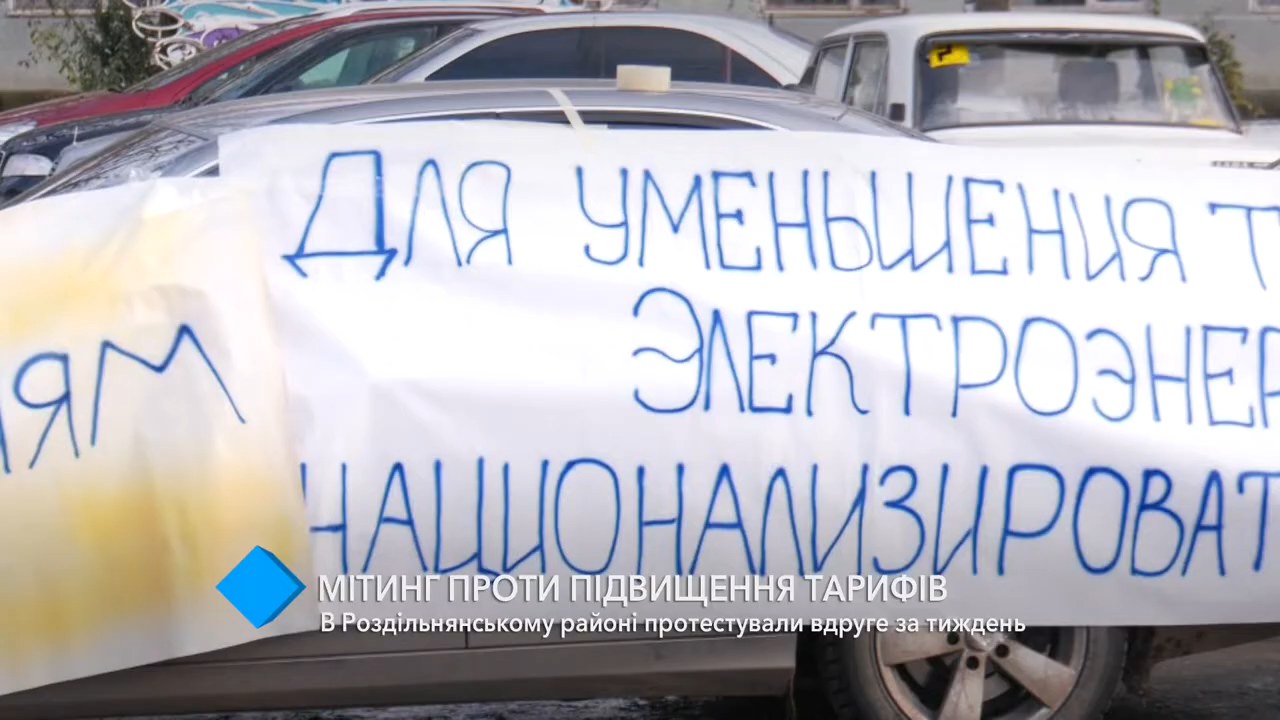 ДЛЯ УМЕНЬШЕНИЯ
ЭЛЕКТРОЭНЕР
НАЦИОНАЛИЗИРОВАТ
ЯМ
МІТИНГ ПРОТИ ПІДВИЩЕННЯ ТАРИФІВ
В Роздільнянському районі протестували вдруге за тиждень